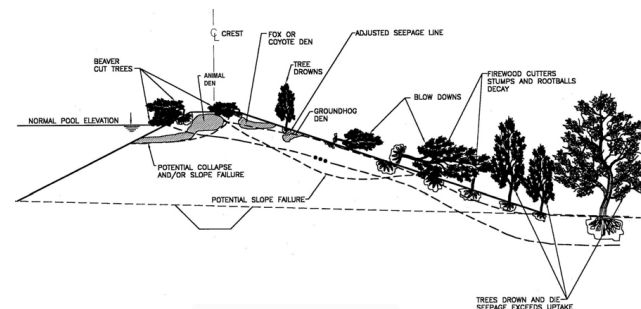 ℄ CREST
FOX OR
COYOTE DEN
ADJUSTED SEEPAGE LINE
BEAVER
CUT TREES
ANIMAL
DEN
TREE
DROWNS
FIREWOOD CUTTERS
STUMPS AND ROOTBALLS
DECAY
GROUNDHOG
DEN
BLOW DOWNS
NORMAL POOL ELEVATION
POTENTIAL COLLAPSE
AND/OR SLOPE FAILURE
POTENTIAL SLOPE FAILURE
TREES DROWN AND DIE
SEEPAGE EXCEEDS UPTAKE